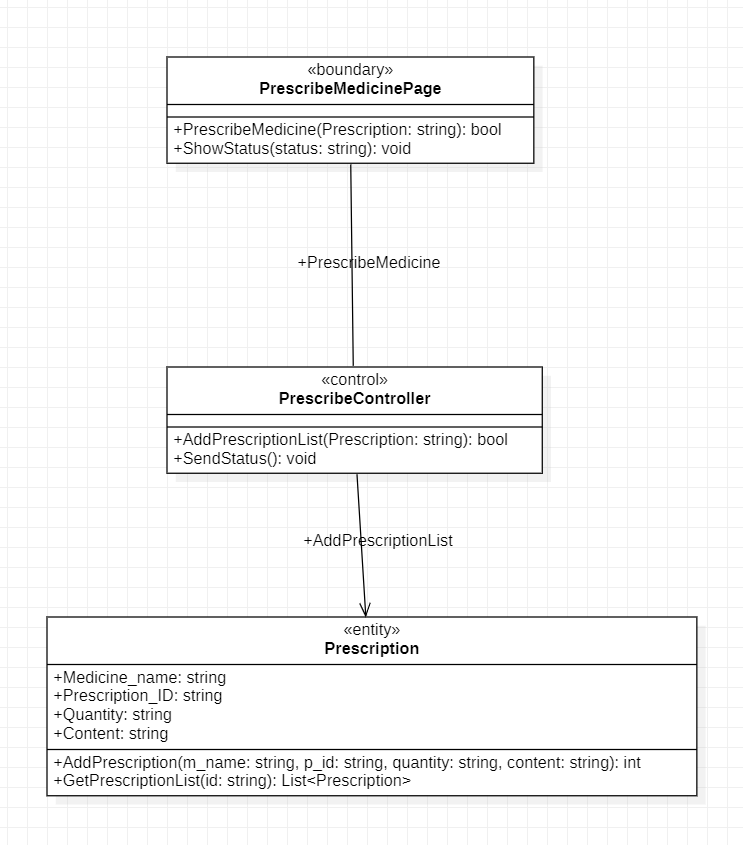 «boundary»
PrescribeMedicinePage
+PrescribeMedicine(Prescription: string): bool
+ShowStatus(status: string): void
+PrescribeMedicine
«control»
PrescribeController
+AddPrescriptionList(Prescription: string): bool
+SendStatus(): void
+AddPrescriptionList
«entity»
Prescription
+Medicine_name: string
+Prescription_ID: string
+Quantity: string
+Content: string
+AddPrescription(m_name: string, p_id: string, quantity: string, content: string): int
+GetPrescriptionList(id: string): List<Prescription>